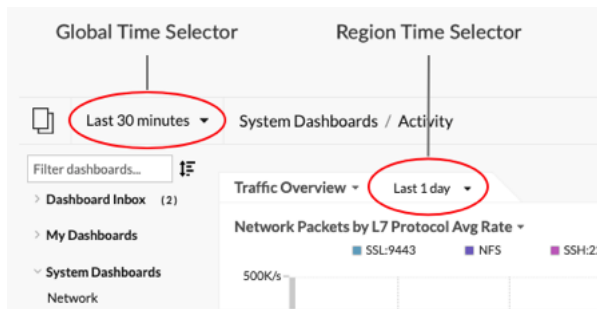 Global Time Selector
Region Time Selector
Last 30 minutes
System Dashboards / Activity
Filter dashboards...
Dashboard Inbox (2)
Traffic Overview
Last 1 day
My Dashboards
Network Packets by L7 Protocol Avg Rate
SSL:9443
NFS
SSH:2
System Dashboards
500K/s
Network